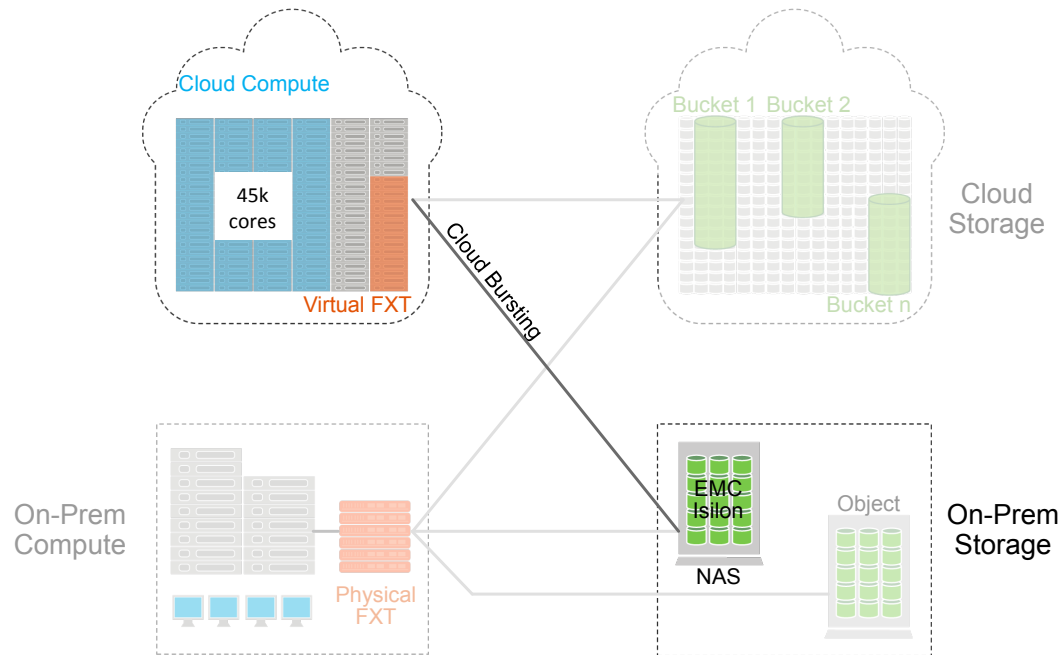 Cloud Compute
45k
cores
Virtual FXT
Bucket 1
Bucket 2
Bucket n
Cloud
Storage
Cloud Bursting
On-Prem
Compute
Physical
FXT
EMC
Isilon
NAS
Object
On-Prem
Storage